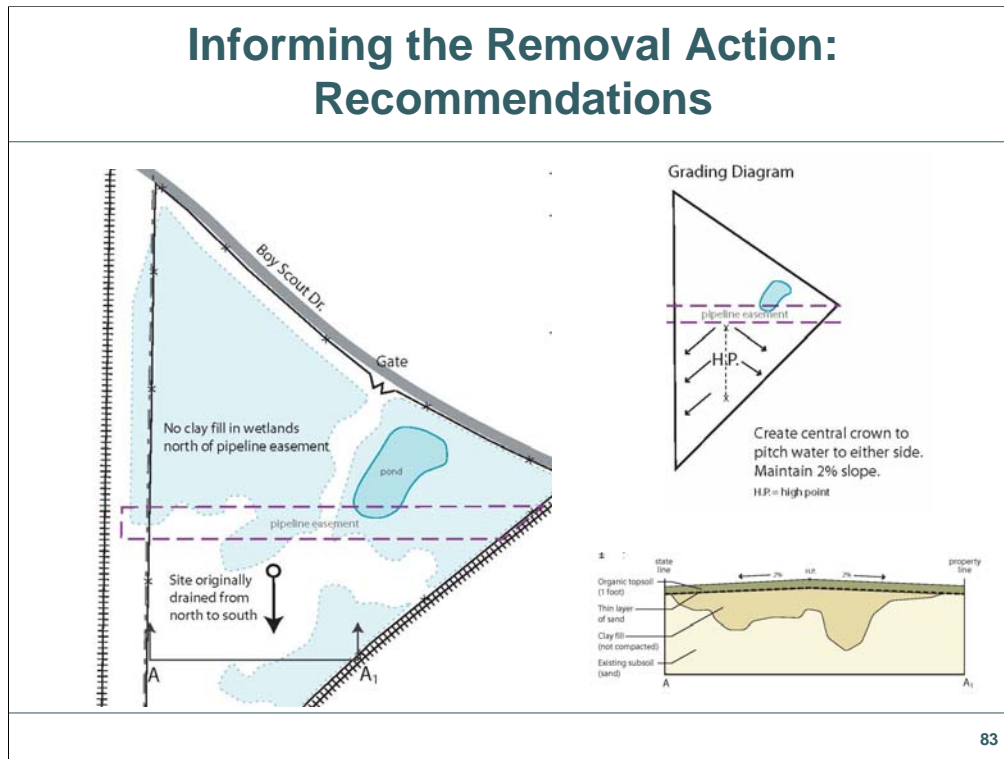 Informing the Removal Action:
Recommendations
Boy Scout Dr.
Gate
No clay fill in wetlands
north of pipeline easement
pond
pipeline easement
Site originally
drained from
north to south
A
A1
Grading Diagram
pipeline easement
H.P.
Create central crown to
pitch water to either side.
Maintain 2% slope.
H.P. = high point
state
line
2%
H.P.
2%
property
line
Organic topsoil
(1 foot)
Thin layer
of sand
Clay fill
(not compacted)
Existing subsoil
(sand)
A
A1
83